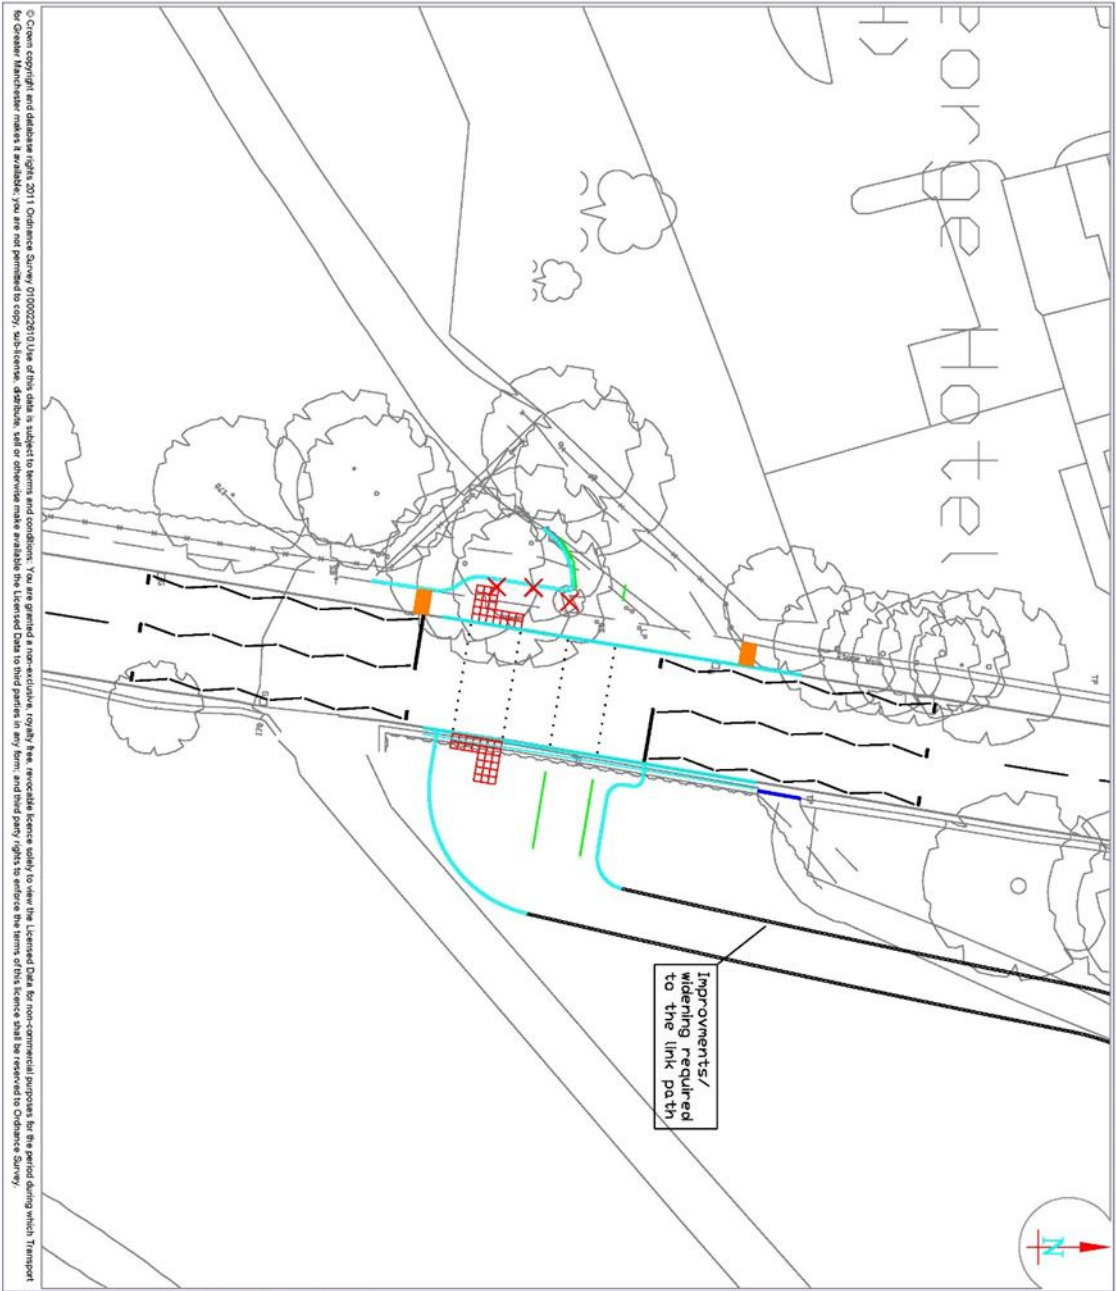 © Crown copyright and database rights 2011 Ordnance Survey 0100022610.Use of this data is subject to terms and conditions: You are granted a non-exclusive, royalty free, revocable licence solely to view the Licensed Data for non-commercial purposes for the period during which Transport
for Greater Manchester makes it available; you are not permitted to copy, sub-license, distribute, sell or otherwise make available the Licensed Data to third parties in any form; and third party rights to enforce the terms of this licence shall be reserved to Ordnance Survey.
eorge Hotel
Improvments/
widening required
to the link path
TP
TP
N